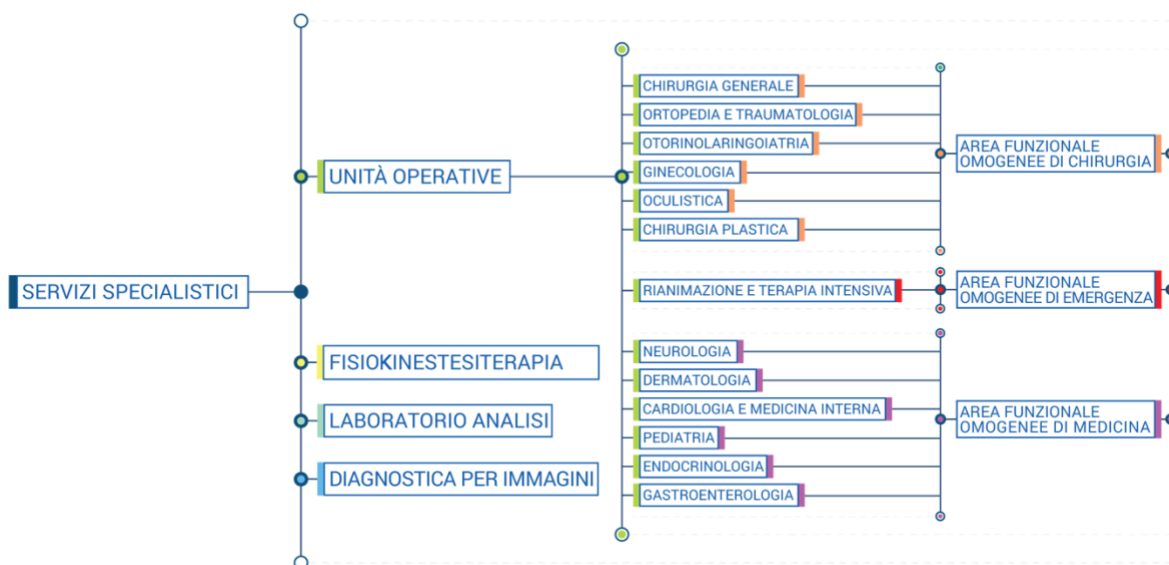 SERVIZI SPECIALISTICI
UNITÀ OPERATIVE
FISIOKINESTESITERAPIA
LABORATORIO ANALISI
DIAGNOSTICA PER IMMAGINI
CHIRURGIA GENERALE
ORTOPEDIA E TRAUMATOLOGIA
OTORINOLARINGOIATRIA
GINECOLOGIA
OCULISTICA
CHIRURGIA PLASTICA
RIANIMAZIONE E TERAPIA INTENSIVA
NEUROLOGIA
DERMATOLOGIA
CARDIOLOGIA E MEDICINA INTERNA
PEDIATRIA
ENDOCRINOLOGIA
GASTROENTEROLOGIA
AREA FUNZIONALE
OMOGENEE DI CHIRURGIA
AREA FUNZIONALE
OMOGENEE DI EMERGENZA
AREA FUNZIONALE
OMOGENEE DI MEDICINA